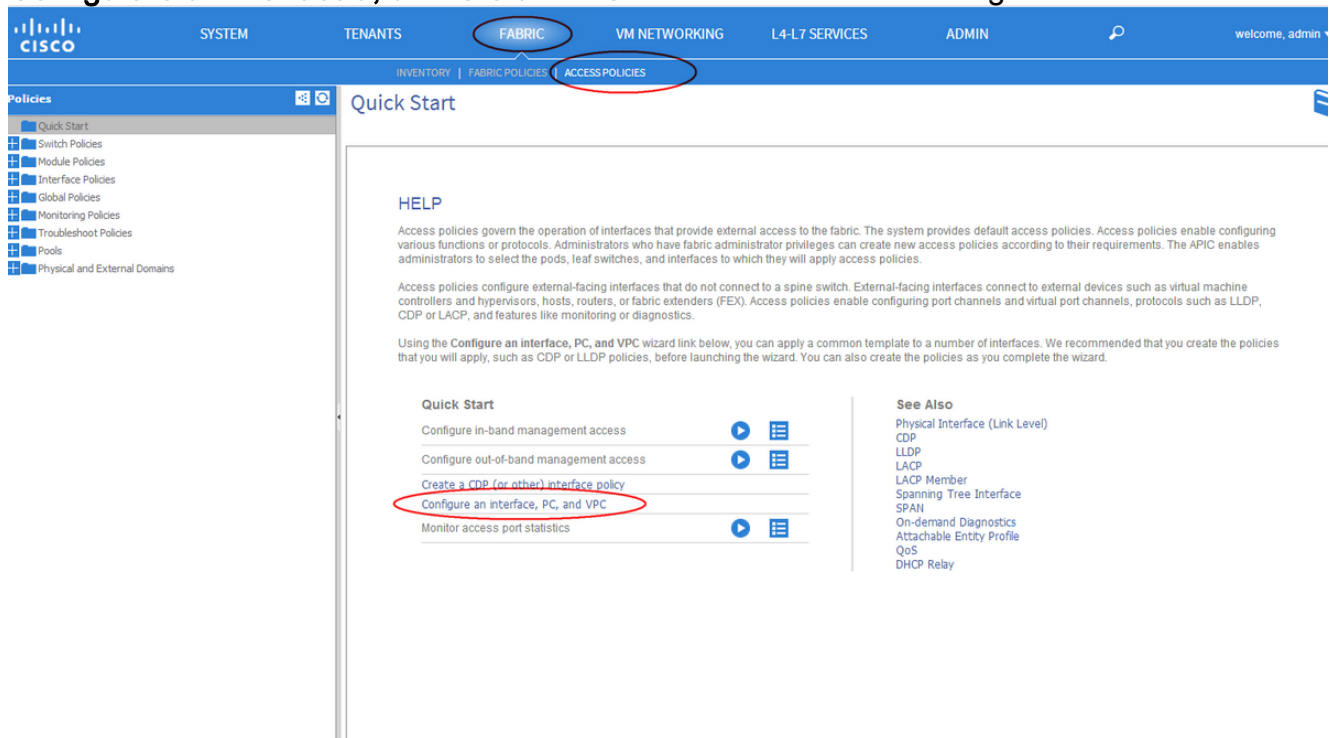 CISCO SYSTEM TENANTS FABRIC VM NETWORKING L4-L7 SERVICES ADMIN welcome, admin
INVENTORY | FABRIC POLICIES | ACCESS POLICIES
Policies
Quick Start
Switch Policies
Module Policies
Interface Policies
Global Policies
Monitoring Policies
Troubleshoot Policies
Pools
Physical and External Domains
Quick Start
HELP
Access policies govern the operation of interfaces that provide external access to the fabric. The system provides default access policies. Access policies enable configuring
various functions or protocols. Administrators who have fabric administrator privileges can create new access policies according to their requirements. The APIC enables
administrators to select the pods, leaf switches, and interfaces to which they will apply access policies.
Access policies configure external-facing interfaces that do not connect to a spine switch. External-facing interfaces connect to external devices such as virtual machine
controllers and hypervisors, hosts, routers, or fabric extenders (FEX). Access policies enable configuring port channels and virtual port channels, protocols such as LLDP,
CDP or LACP, and features like monitoring or diagnostics.
Using the Configure an interface, PC, and VPC wizard link below, you can apply a common template to a number of interfaces. We recommended that you create the policies
that you will apply, such as CDP or LLDP policies, before launching the wizard. You can also create the policies as you complete the wizard.
Quick Start
Configure in-band management access
Configure out-of-band management access
Create a CDP (or other) interface policy
Configure an interface, PC, and VPC
Monitor access port statistics
See Also
Physical Interface (Link Level)
CDP
LLDP
LACP
LACP Member
Spanning Tree Interface
SPAN
On-demand Diagnostics
Attachable Entity Profile
QoS
DHCP Relay